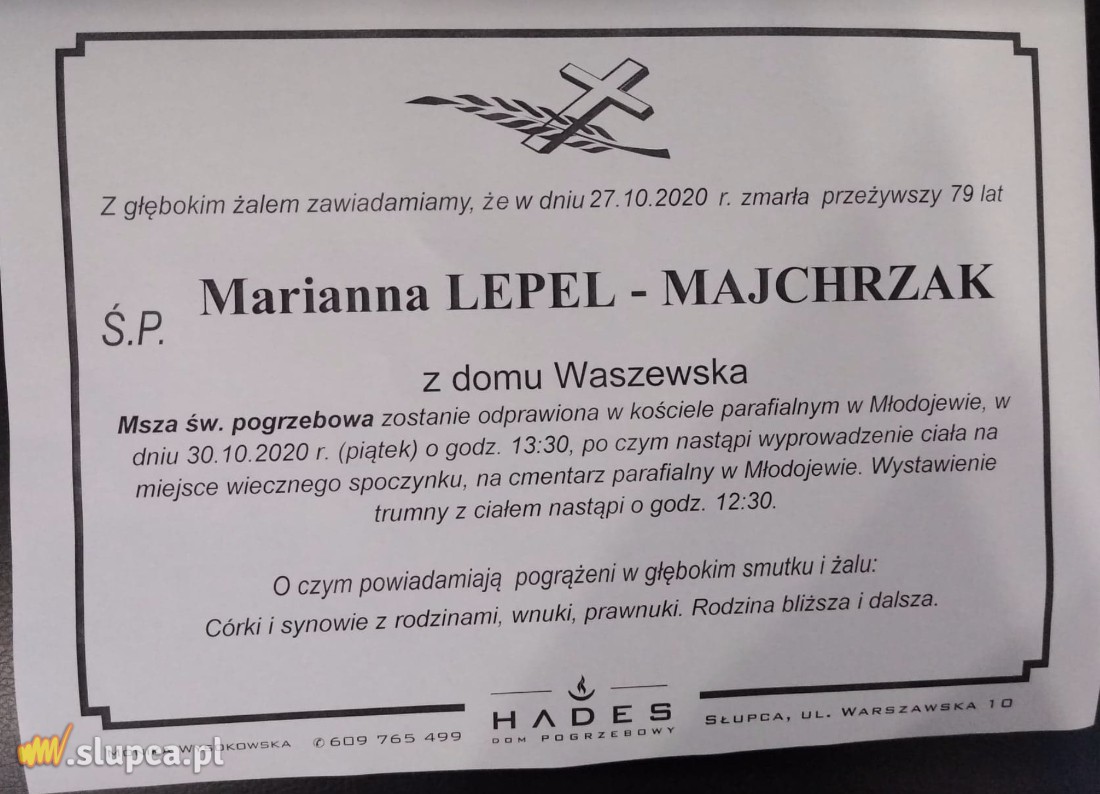 Z głębokim żalem zawiadamiamy, że w dniu 27.10.2020 r. zmarła przeżywszy 79 lat
Ś.P. Marianna LEPEL - MAJCHRZAK
z domu Waszewska
Msza św. pogrzebowa zostanie odprawiona w kościele parafialnym w Młodojewie, w
dniu 30.10.2020 r. (piątek) o godz. 13:30, po czym nastąpi wyprowadzenie ciała na
miejsce wiecznego spoczynku, na cmentarz parafialny w Młodojewie. Wystawienie
trumny z ciałem nastąpi o godz. 12:30.
O czym powiadamiają pogrążeni w głębokim smutku i żalu:
Córki i synowie z rodzinami, wnuki, prawnuki. Rodzina bliższa i dalsza.
✆ 609 765 499
HADES
DOM POGRZEBOWY
SŁUPCA, UL. WARSZAWSKA 10
.slupca.pl